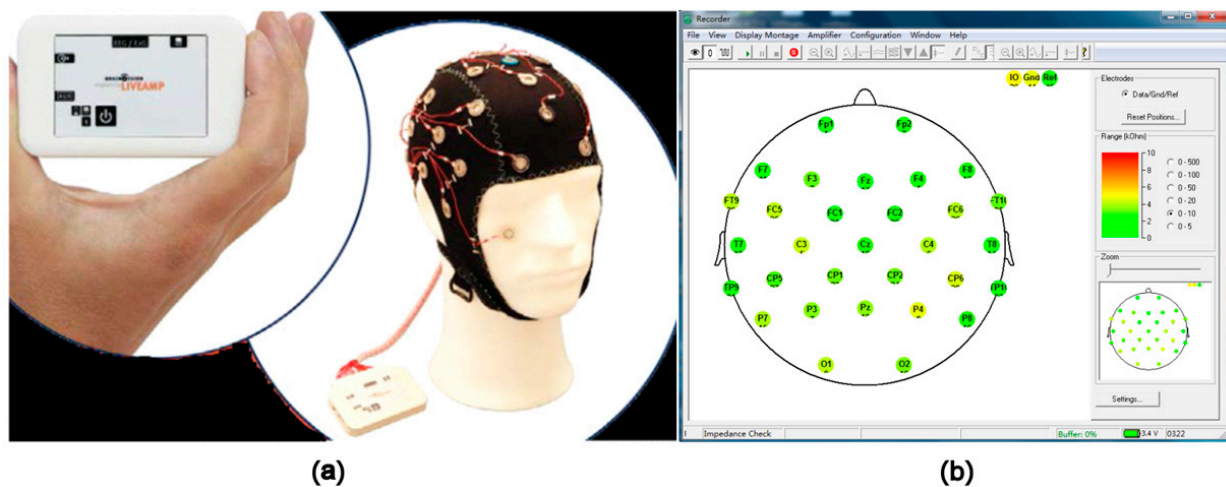 EEG / ExG
BRAINVISION
LIVEAMP
Recorder
File View Display Montage Amplifier Configuration Window Help
IO Gnd Ref
Electrodes
Data/Gnd/Ref
Reset Positions...
Range [kOhm]
10
8
6
4
2
0
0 - 500
0 - 100
0 - 50
0 - 20
0 - 10
0 - 5
Zoom
Settings...
Fp1 Fp2
F7 F3 Fz F4 F8
FT9 FC5 FC1 FC2 FC6 FT10
T7 C3 Cz C4 T8
TP9 CP5 CP1 CP2 CP6
P7 P3 Pz P4 P8
O1 O2
Impedance Check
Buffer: 0%
3.4 V
0322
(a)
(b)